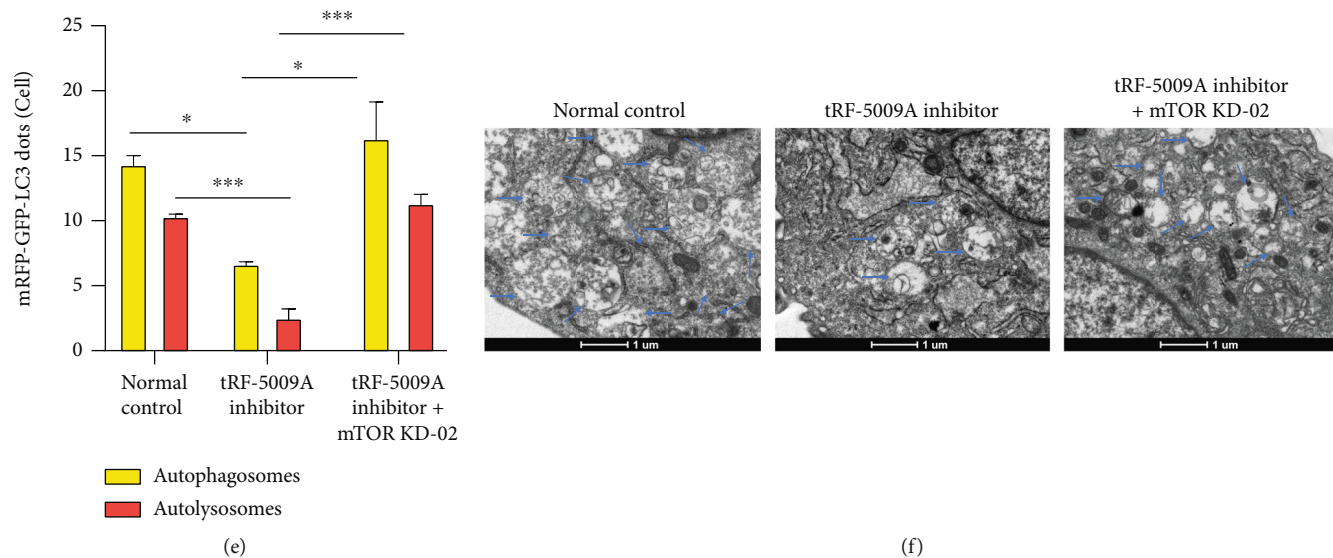 25
20
15
10
5
0
mRFP-GFP-LC3 dots (Cell)
*
***
*
***
Normal
control
tRF-5009A
inhibitor
tRF-5009A
inhibitor +
mTOR KD-02
Autophagosomes
Autolysosomes
(e)
Normal control
tRF-5009A inhibitor
tRF-5009A inhibitor
+ mTOR KD-02
1 um
1 um
1 um
(f)